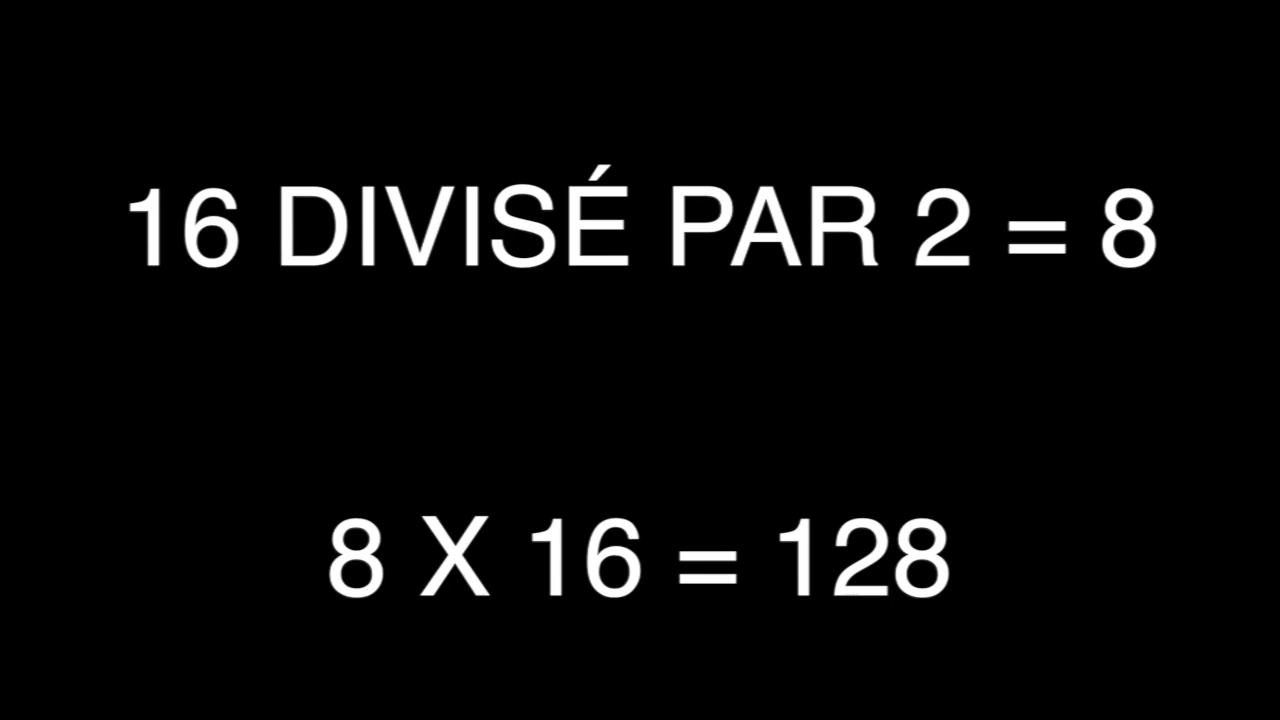 16 DIVISÉ PAR 2 = 8
8 X 16 = 128